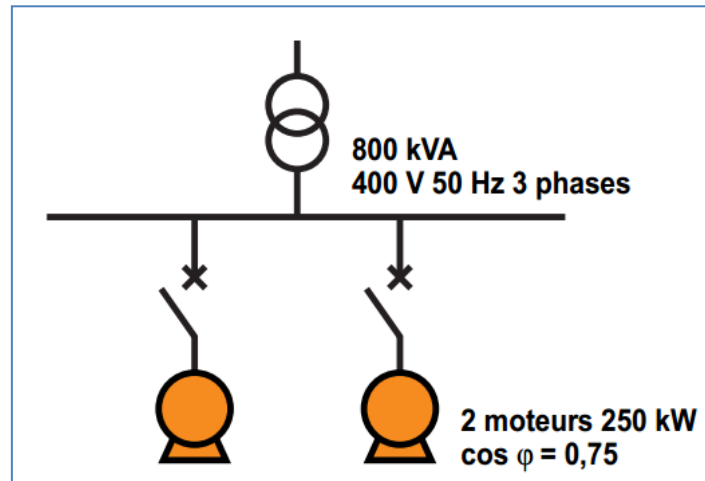 800 kVA
400 V 50 Hz 3 phases
2 moteurs 250 kW
cos φ = 0,75